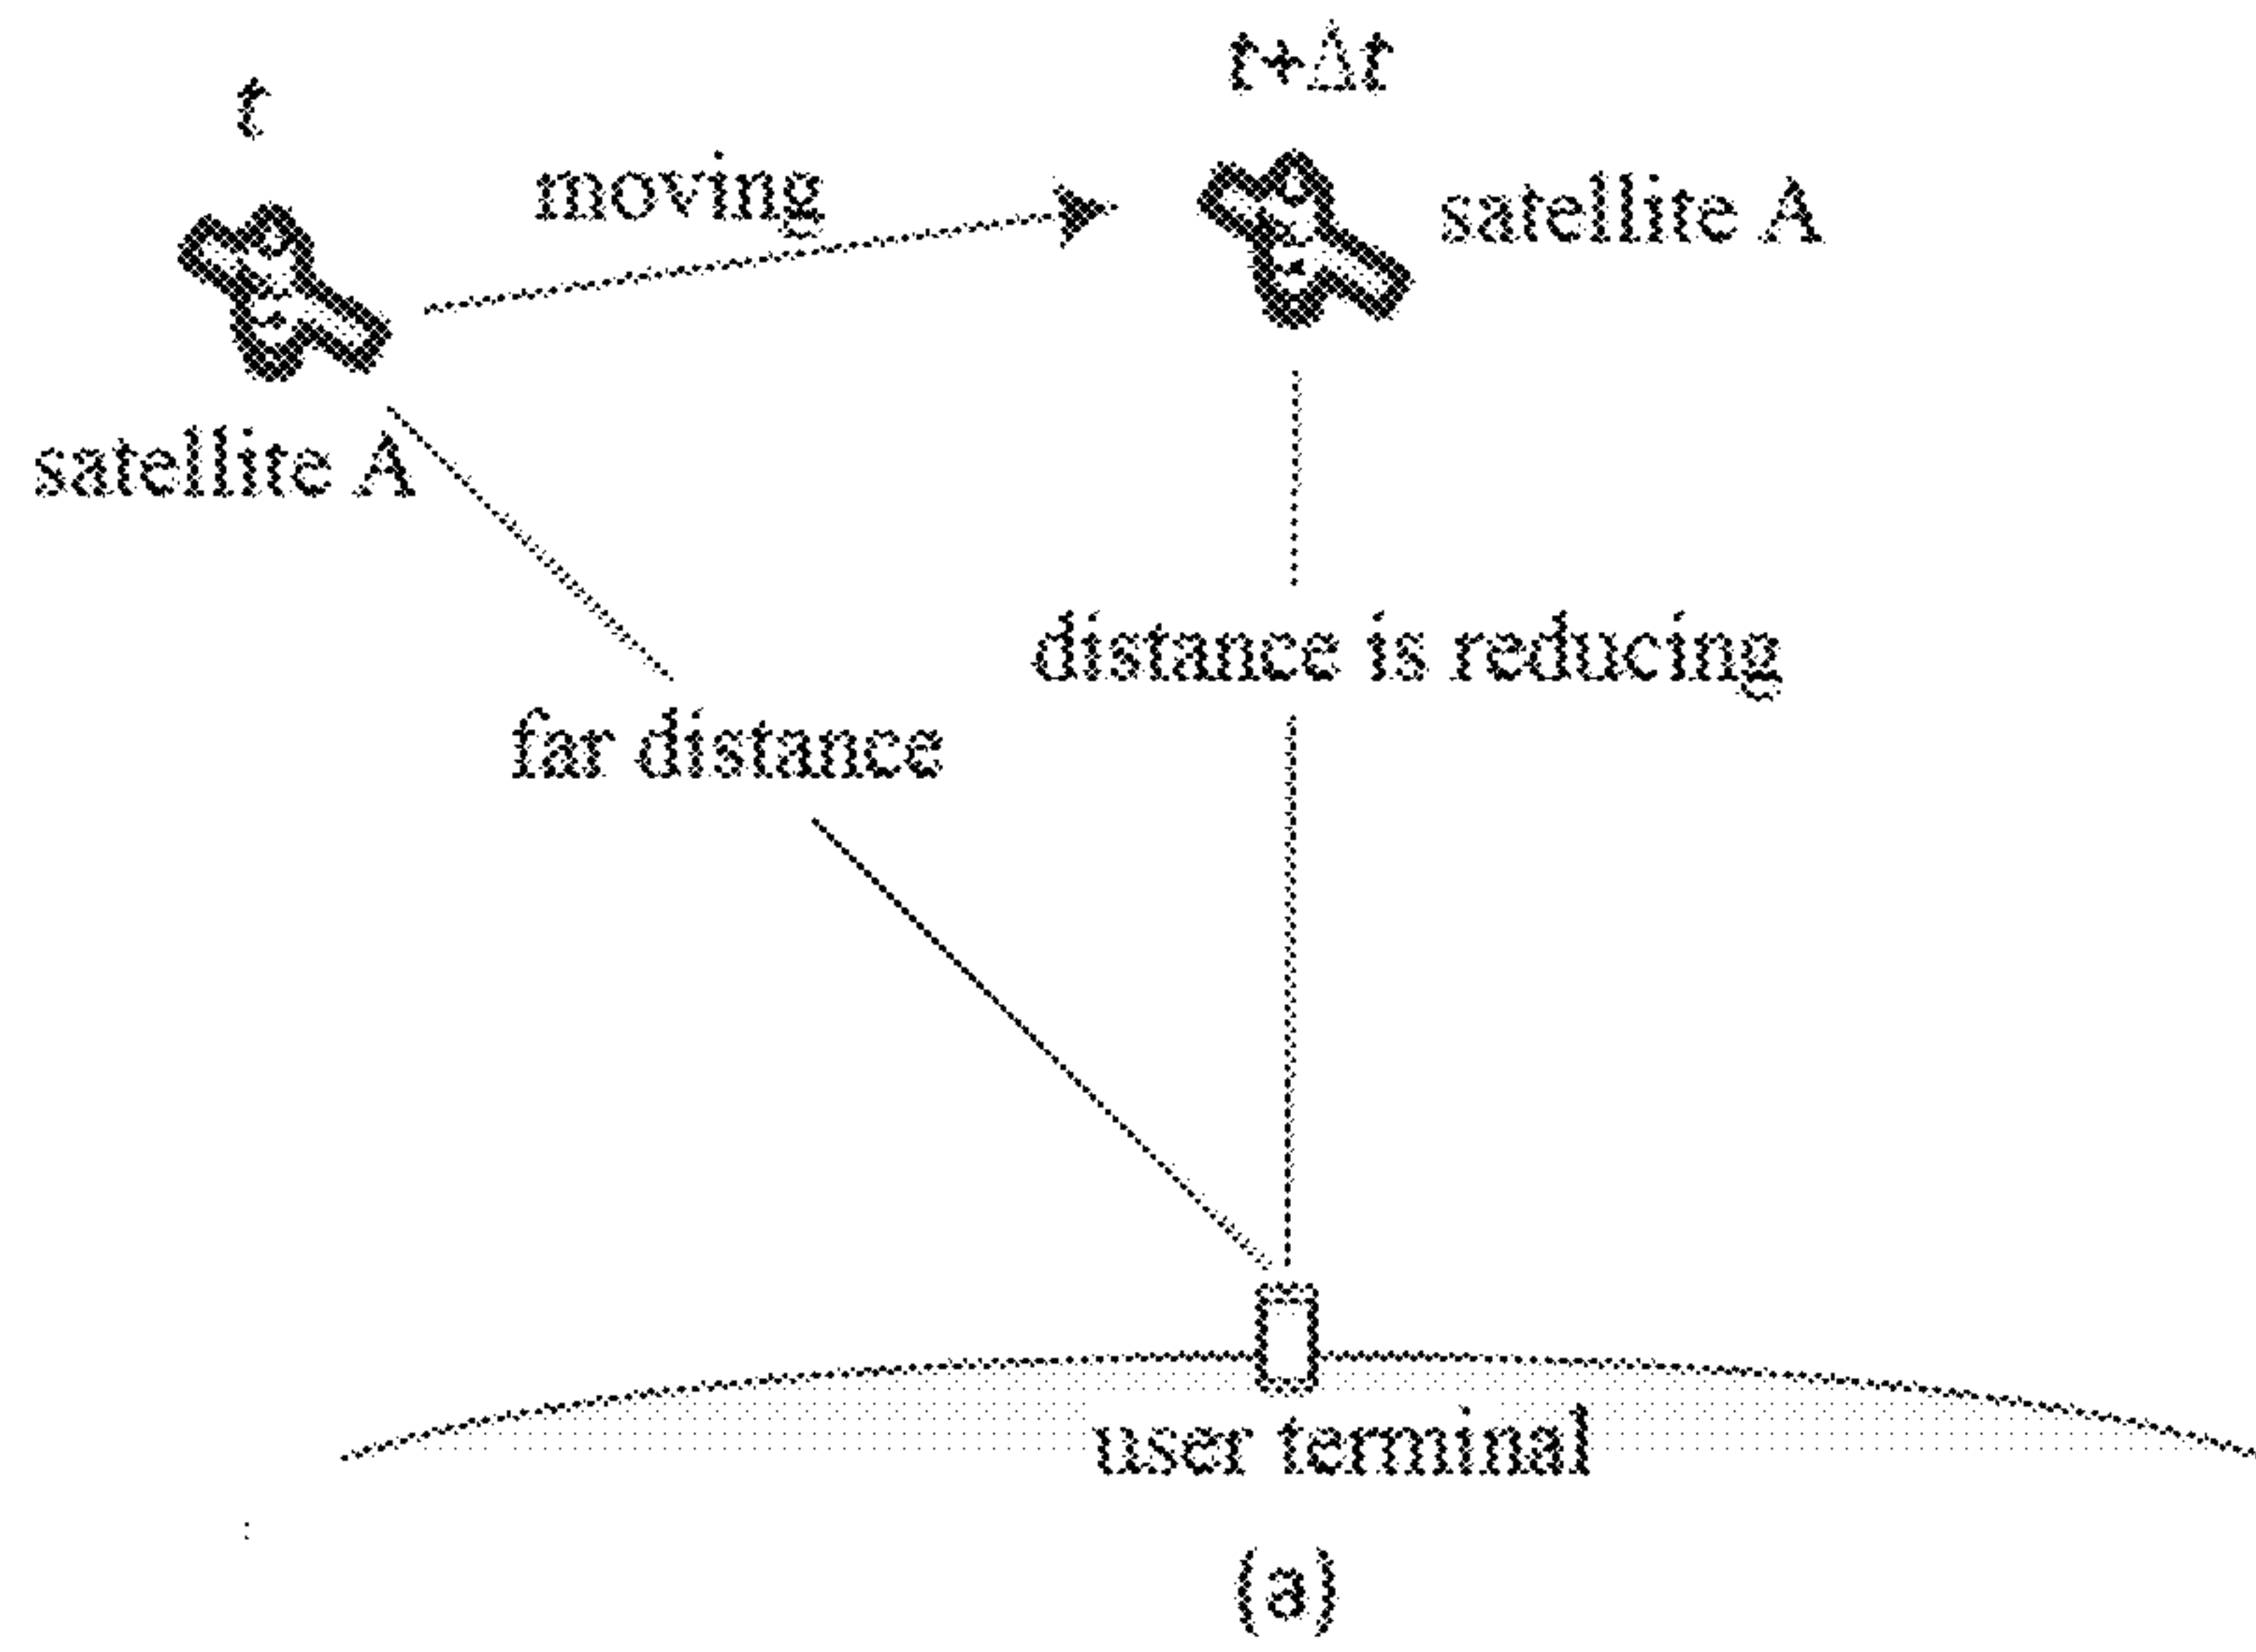 t
t+Δt
moving
satellite A
satellite A
distance is reducing
far distance
user terminal
(a)